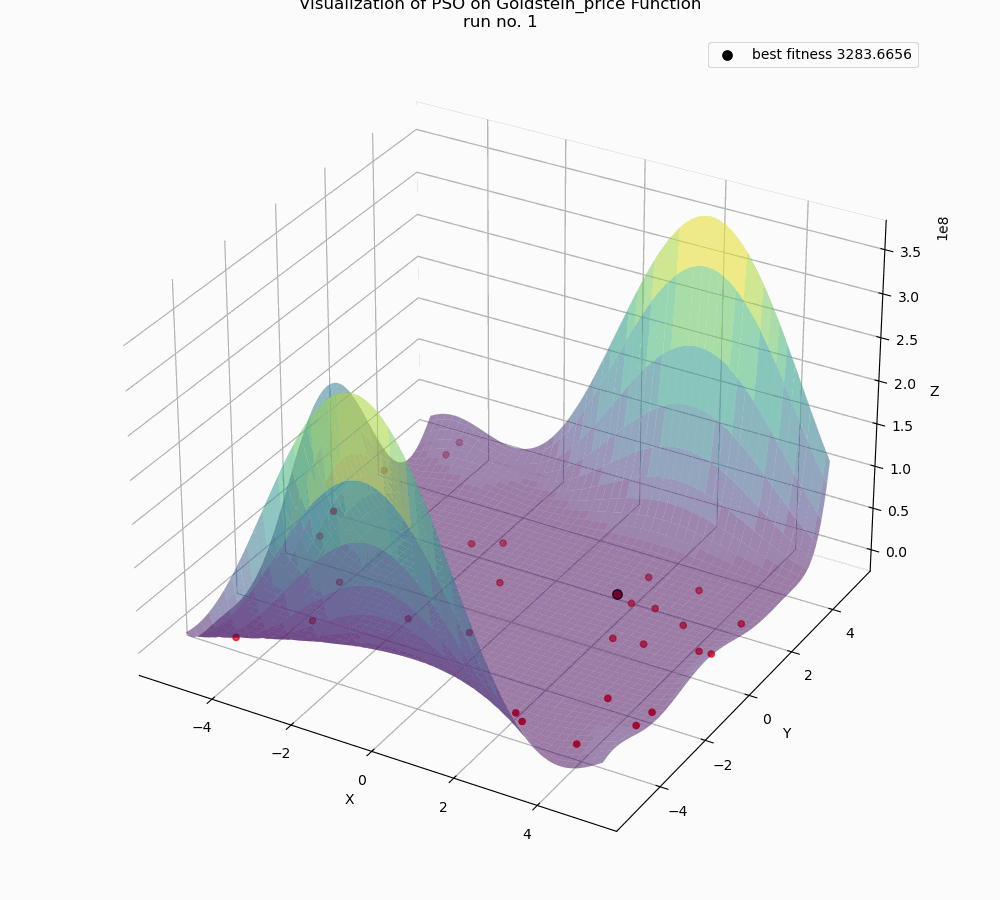 Visualization of PSO on Goldstein_price Function
run no. 1
best fitness 3283.6656
1e8
3.5
3.0
2.5
2.0
Z
1.5
1.0
0.5
0.0
−4
−2
0
2
4
X
4
2
0
−2
−4
Y